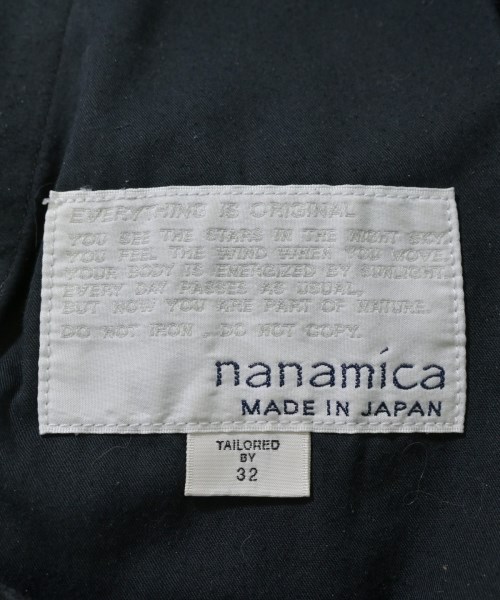 EVERYTHING IS ORIGINAL
YOU SEE THE STARS IN THE NIGHT SKY.
YOU FEEL THE WIND WHEN YOU MOVE.
YOUR BODY IS ENERGIZED BY SUNLIGHT.
EVERY DAY PASSES AS USUAL,
BUT NOW YOU ARE PART OF NATURE.
DO NOT IRON ... DO NOT COPY.
nanamica
MADE IN JAPAN
TAILORED
BY
32